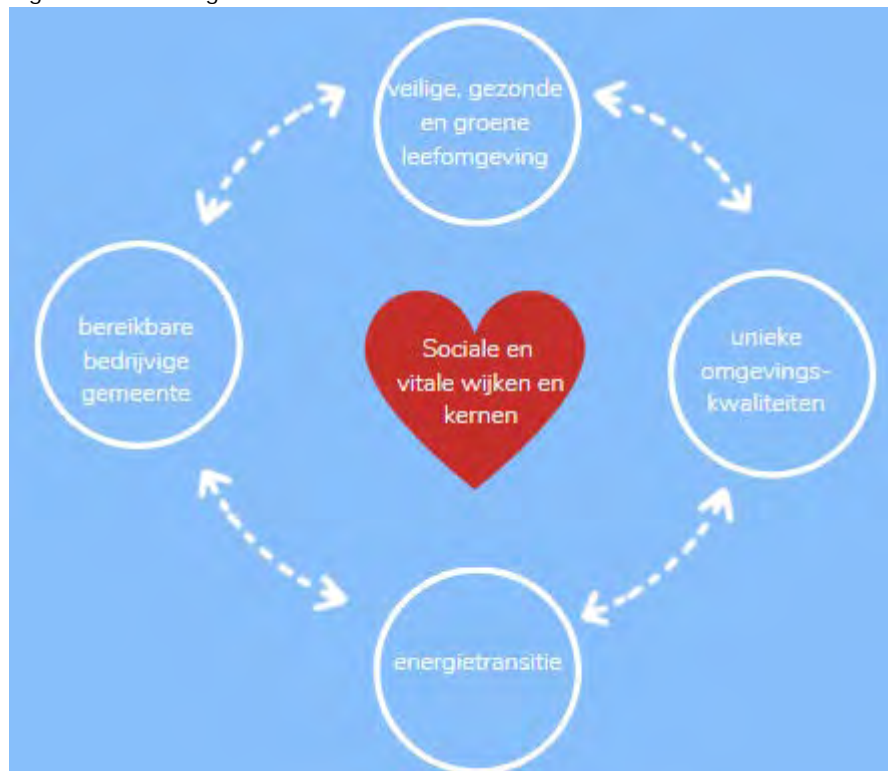 veilige, gezonde
en groene
leefomgeving
bereikbare
bedrijvige
gemeente
Sociale en
vitale wijken en
kernen
unieke
omgevings-
kwaliteiten
energietransitie